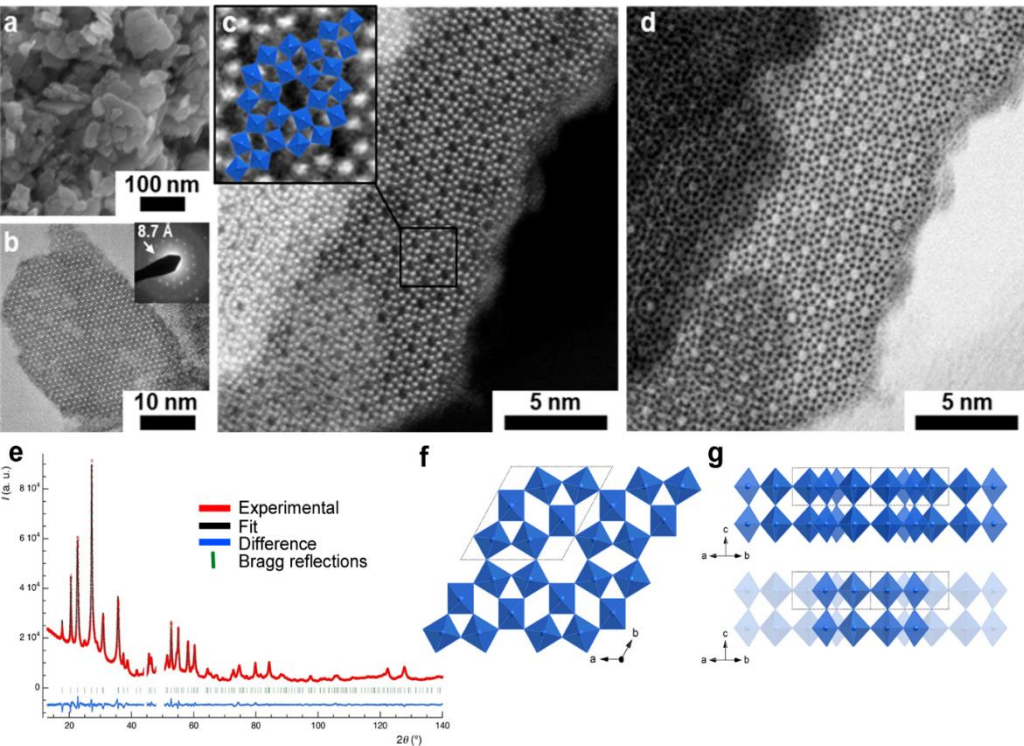 a
100 nm
b
8.7 Å
10 nm
c
5 nm
d
5 nm
e
I (a. u.)
8 10⁴
6 10⁴
4 10⁴
2 10⁴
0
Experimental
Fit
Difference
Bragg reflections
20 40 60 80 100 120 140
2θ (°)
f
b
a
g
c
a b
c
a b